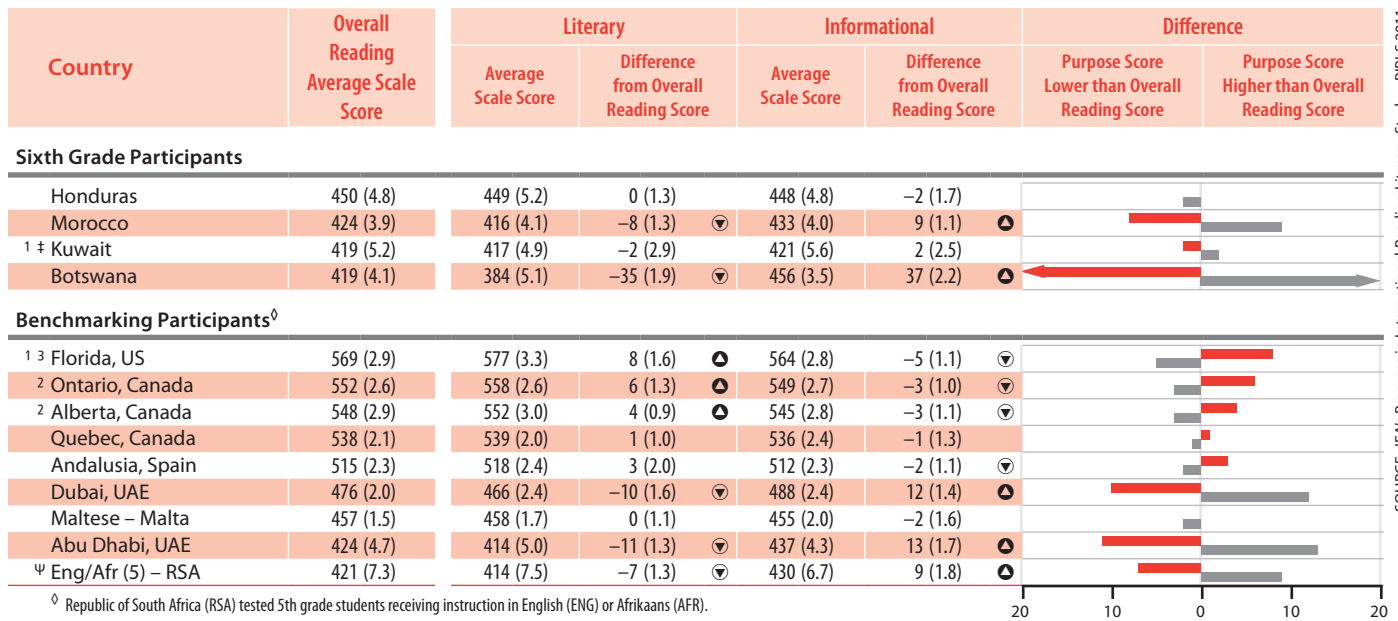 Country
Overall Reading Average Scale Score
Literary
Informational
Difference
Average Scale Score
Difference from Overall Reading Score
Average Scale Score
Difference from Overall Reading Score
Purpose Score Lower than Overall Reading Score
Purpose Score Higher than Overall Reading Score
Sixth Grade Participants
Honduras 450 (4.8) 449 (5.2) 0 (1.3) 448 (4.8) –2 (1.7)
Morocco 424 (3.9) 416 (4.1) –8 (1.3) 433 (4.0) 9 (1.1)
1 ‡ Kuwait 419 (5.2) 417 (4.9) –2 (2.9) 421 (5.6) 2 (2.5)
Botswana 419 (4.1) 384 (5.1) –35 (1.9) 456 (3.5) 37 (2.2)
Benchmarking Participants◊
1 3 Florida, US 569 (2.9) 577 (3.3) 8 (1.6) 564 (2.8) –5 (1.1)
2 Ontario, Canada 552 (2.6) 558 (2.6) 6 (1.3) 549 (2.7) –3 (1.0)
2 Alberta, Canada 548 (2.9) 552 (3.0) 4 (0.9) 545 (2.8) –3 (1.1)
Quebec, Canada 538 (2.1) 539 (2.0) 1 (1.0) 536 (2.4) –1 (1.3)
Andalusia, Spain 515 (2.3) 518 (2.4) 3 (2.0) 512 (2.3) –2 (1.1)
Dubai, UAE 476 (2.0) 466 (2.4) –10 (1.6) 488 (2.4) 12 (1.4)
Maltese – Malta 457 (1.5) 458 (1.7) 0 (1.1) 455 (2.0) –2 (1.6)
Abu Dhabi, UAE 424 (4.7) 414 (5.0) –11 (1.3) 437 (4.3) 13 (1.7)
Ψ Eng/Afr (5) – RSA 421 (7.3) 414 (7.5) –7 (1.3) 430 (6.7) 9 (1.8)
20 10 0 10 20
◊ Republic of South Africa (RSA) tested 5th grade students receiving instruction in English (ENG) or Afrikaans (AFR).